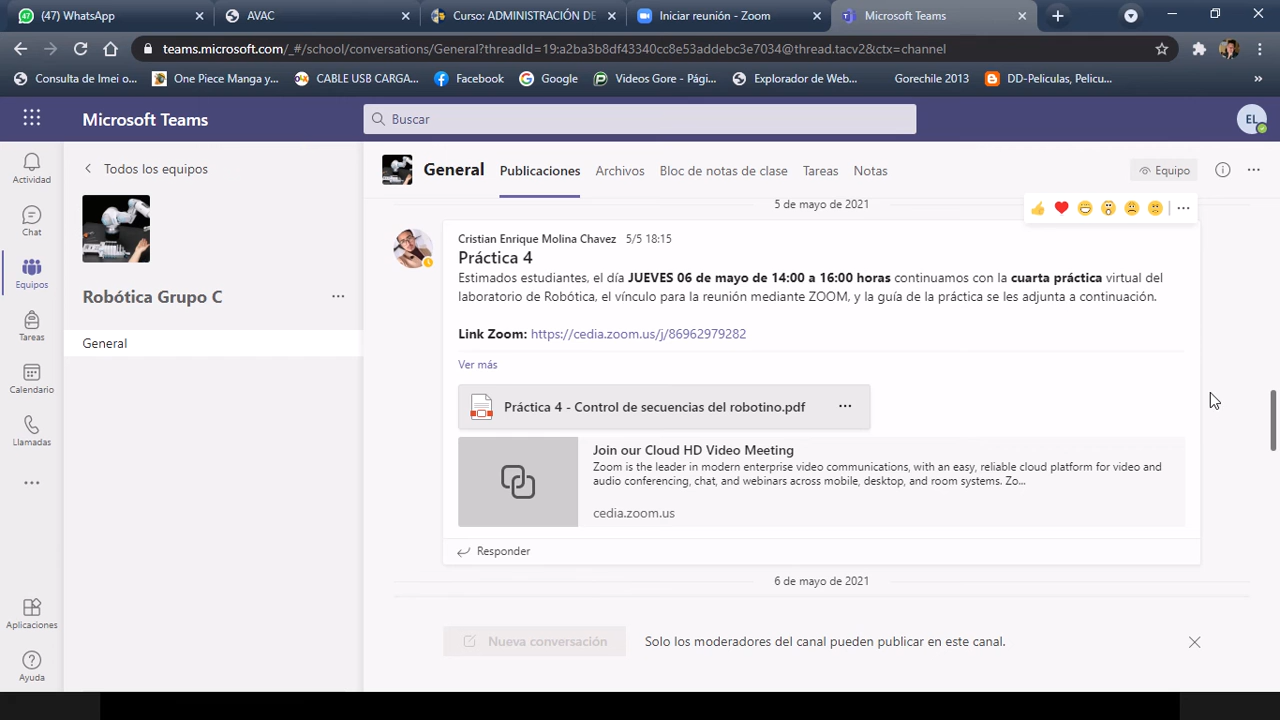 (47) WhatsApp
AVAC
Curso: ADMINISTRACIÓN DE
Iniciar reunión - Zoom
Microsoft Teams
teams.microsoft.com/_#/school/conversations/General?threadId=19:a2ba3b8df43340cc8e53addebc3e7034@thread.tacv2&ctx=channel
Consulta de Imei o...
One Piece Manga y...
CABLE USB CARGA...
Facebook
Google
Videos Gore - Pági...
Explorador de Web...
Gorechile 2013
DD-Peliculas, Pelicu...
Microsoft Teams
Buscar
EL
Actividad
Chat
Equipos
Tareas
Calendario
Llamadas
Aplicaciones
Ayuda
Todos los equipos
Robótica Grupo C
General
General
Publicaciones
Archivos
Bloc de notas de clase
Tareas
Notas
Equipo
5 de mayo de 2021
Cristian Enrique Molina Chavez 5/5 18:15
Práctica 4
Estimados estudiantes, el día JUEVES 06 de mayo de 14:00 a 16:00 horas continuamos con la cuarta práctica virtual del
laboratorio de Robótica, el vínculo para la reunión mediante ZOOM, y la guía de la práctica se les adjunta a continuación.
Link Zoom: https://cedia.zoom.us/j/86962979282
Ver más
Práctica 4 - Control de secuencias del robotino.pdf
Join our Cloud HD Video Meeting
Zoom is the leader in modern enterprise video communications, with an easy, reliable cloud platform for video and
audio conferencing, chat, and webinars across mobile, desktop, and room systems. Zo...
cedia.zoom.us
Responder
6 de mayo de 2021
Nueva conversación
Solo los moderadores del canal pueden publicar en este canal.